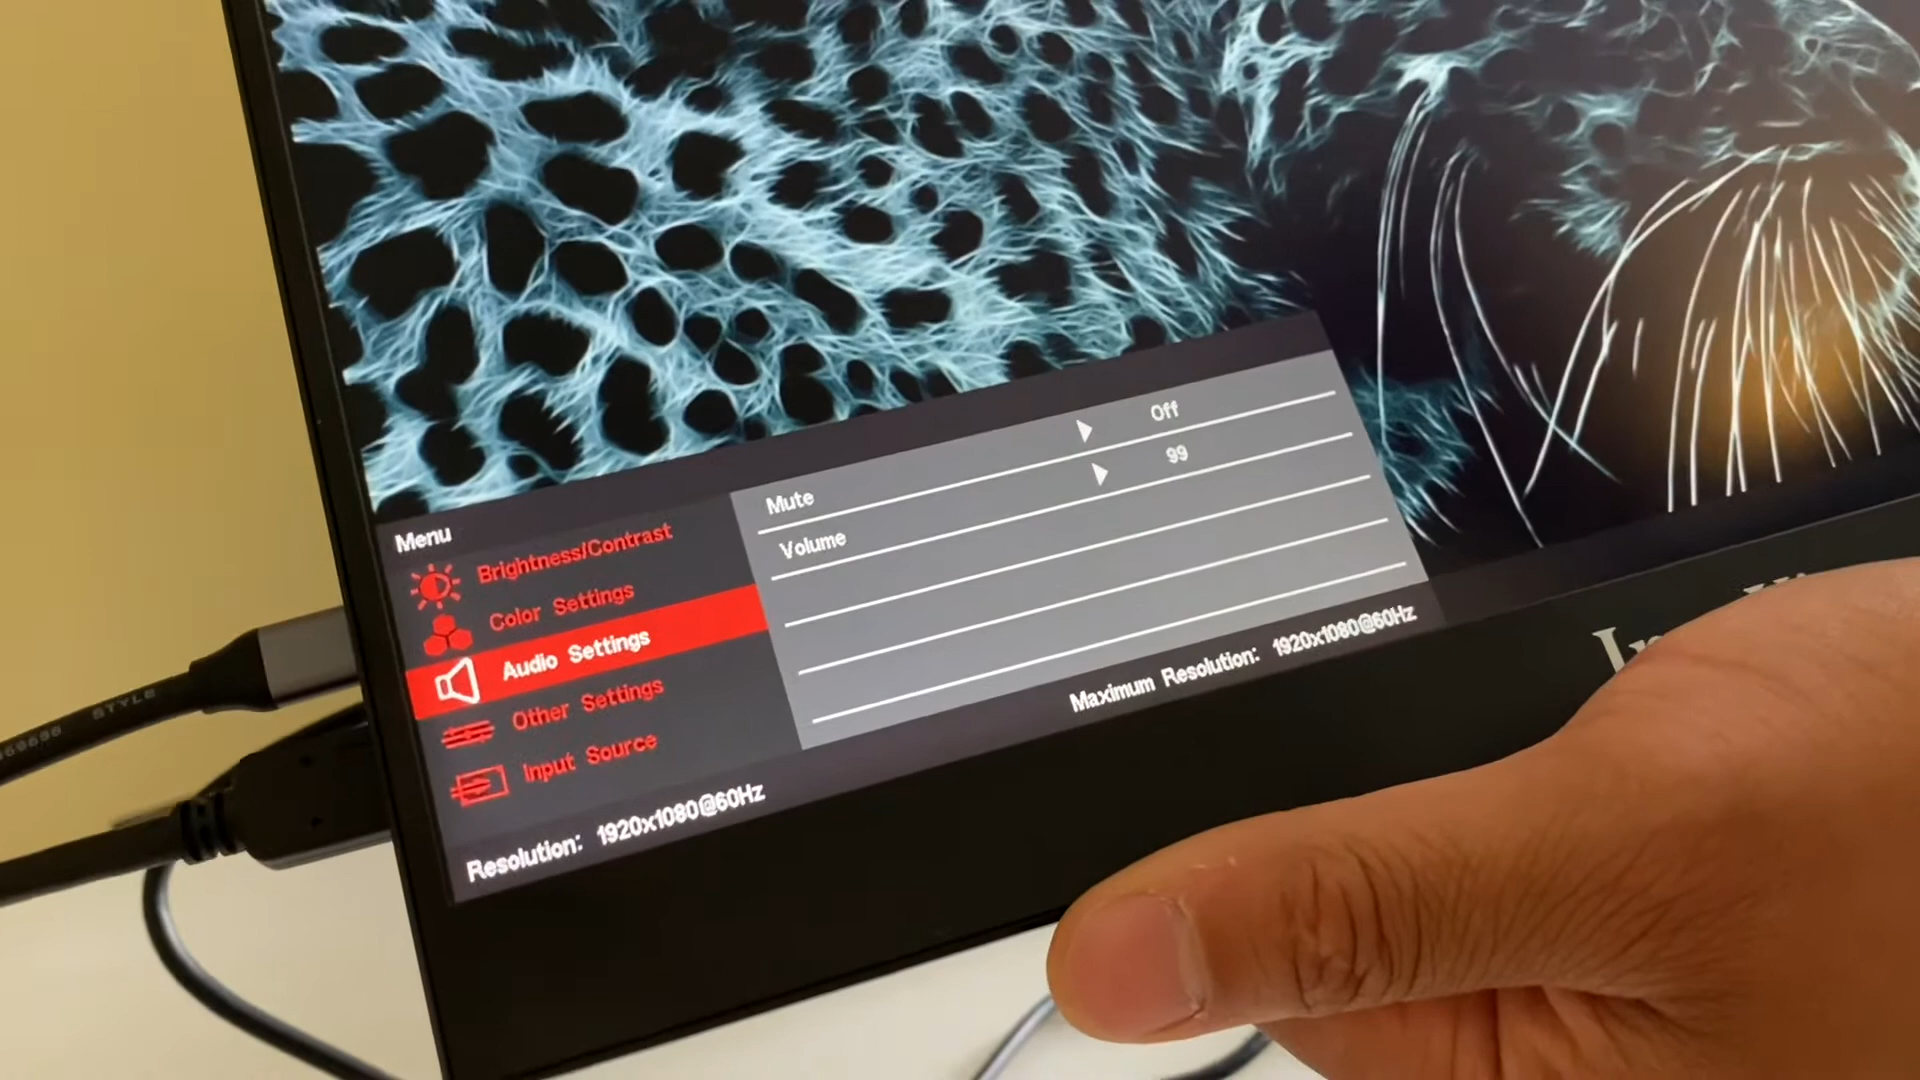 Menu
Brightness/Contrast
Color Settings
Audio Settings
Other Settings
Input Source
Mute Off
Volume 99
Resolution: 1920x1080@60Hz
Maximum Resolution: 1920x1080@60Hz
STYLE